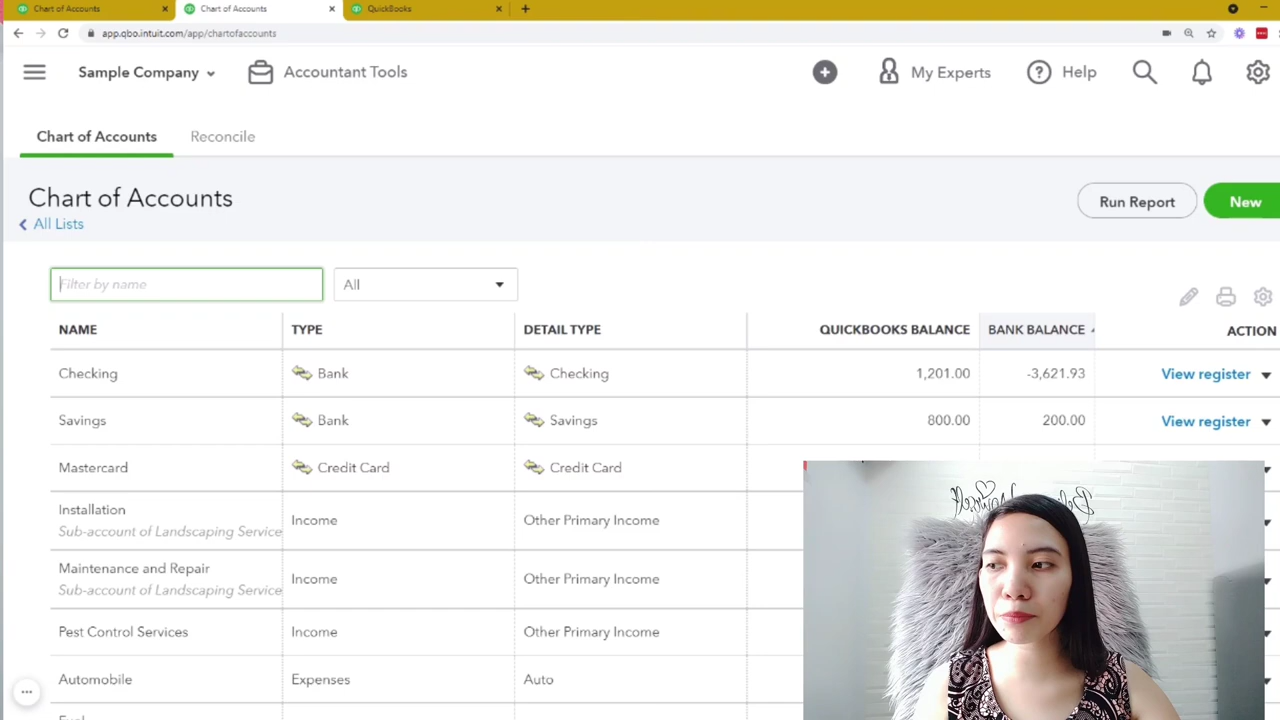 Chart of Accounts
Chart of Accounts
QuickBooks
app.qbo.intuit.com/app/chartofaccounts
Sample Company
Accountant Tools
My Experts
Help
Chart of Accounts
Reconcile
Chart of Accounts
All Lists
Run Report
New
Filter by name
All
NAME TYPE DETAIL TYPE QUICKBOOKS BALANCE BANK BALANCE ACTION
Checking Bank Checking 1,201.00 -3,621.93 View register
Savings Bank Savings 800.00 200.00 View register
Mastercard Credit Card Credit Card
Installation
Sub-account of Landscaping Service
Income Other Primary Income
Maintenance and Repair
Sub-account of Landscaping Service
Income Other Primary Income
Pest Control Services Income Other Primary Income
Automobile Expenses Auto